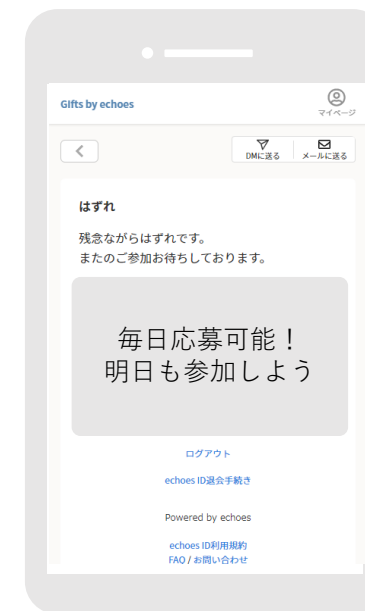 GIfts by echoes
マイページ
DMに送る
メールに送る
はずれ
残念ながらはずれです。
またのご参加お待ちしております。
毎日応募可能！
明日も参加しよう
ログアウト
echoes ID退会手続き
Powered by echoes
echoes ID利用規約
FAQ / お問い合わせ